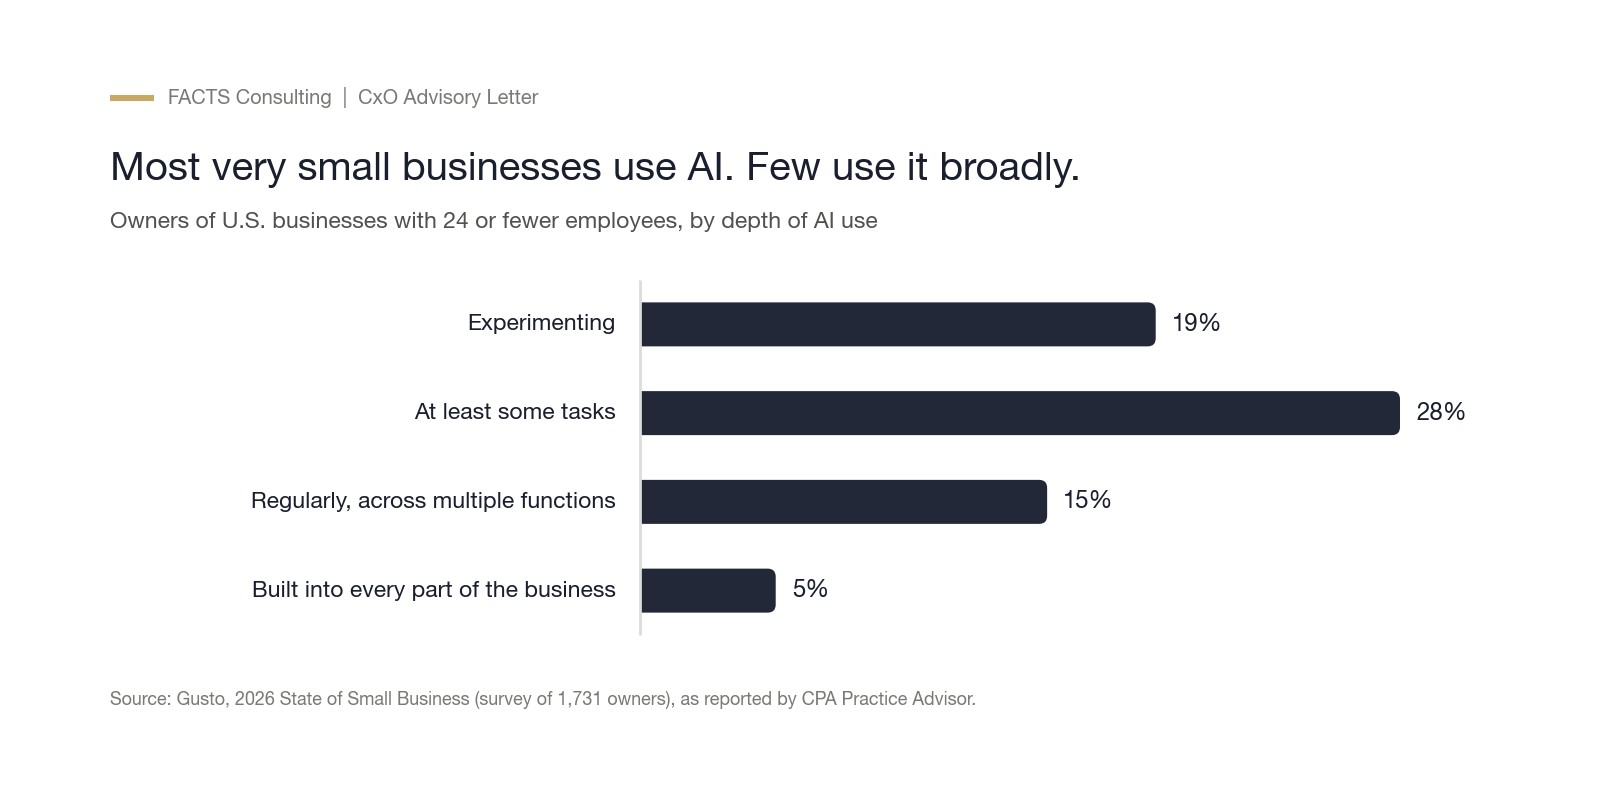 FACTS Consulting | CxO Advisory Letter
Most very small businesses use AI. Few use it broadly.
Owners of U.S. businesses with 24 or fewer employees, by depth of AI use
Experimenting 19%
At least some tasks 28%
Regularly, across multiple functions 15%
Built into every part of the business 5%
Source: Gusto, 2026 State of Small Business (survey of 1,731 owners), as reported by CPA Practice Advisor.